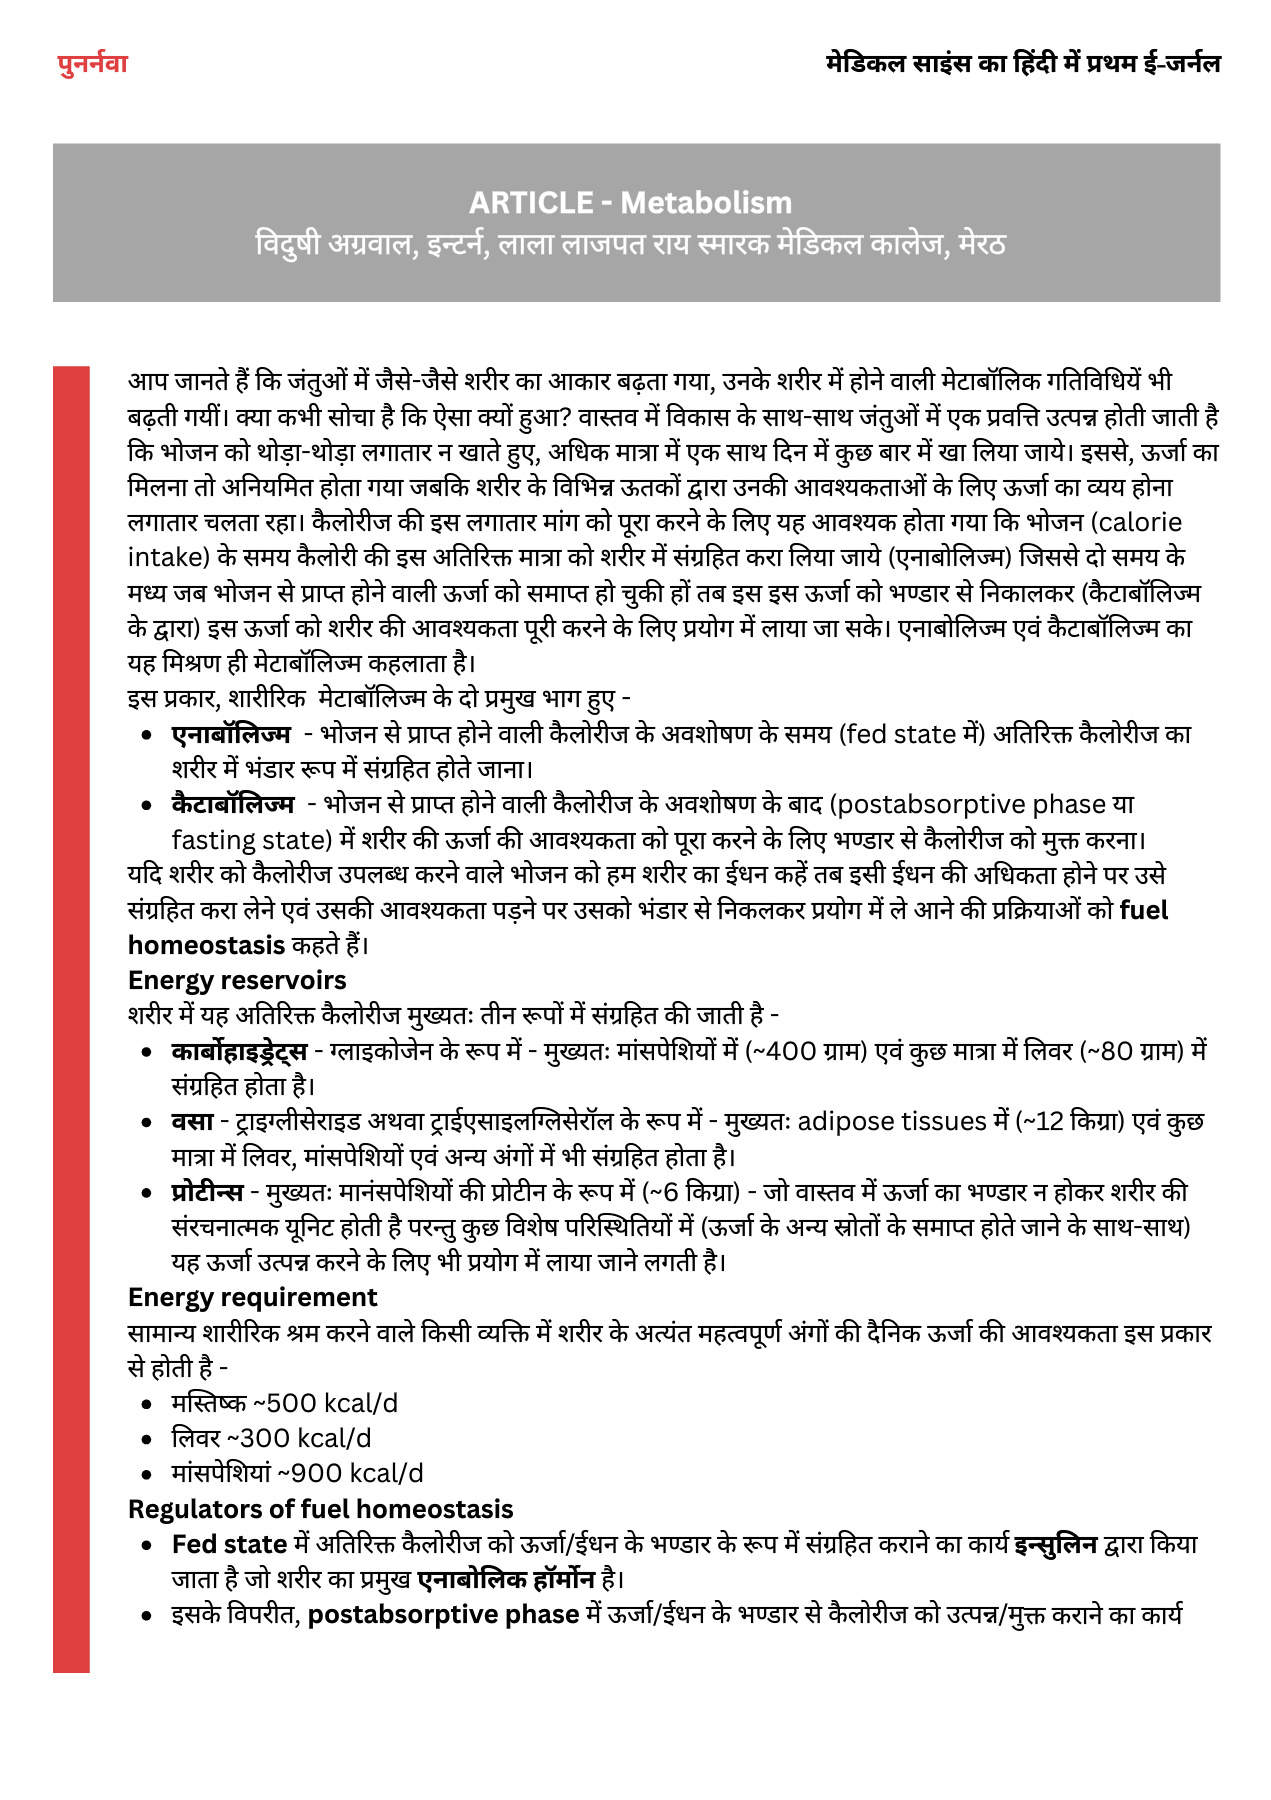 पुनर्नवा
मेडिकल साइंस का हिंदी में प्रथम ई-जर्नल
ARTICLE - Metabolism
विदुषी अग्रवाल, इन्टर्न, लाला लाजपत राय स्मारक मेडिकल कालेज, मेरठ
आप जानते हैं कि जंतुओं में जैसे-जैसे शरीर का आकार बढ़ता गया, उनके शरीर में होने वाली मेटाबॉलिक गतिविधियें भी
बढ़ती गयीं। क्या कभी सोचा है कि ऐसा क्यों हुआ? वास्तव में विकास के साथ-साथ जंतुओं में एक प्रवत्ति उत्पन्न होती जाती है
कि भोजन को थोड़ा-थोड़ा लगातार न खाते हुए, अधिक मात्रा में एक साथ दिन में कुछ बार में खा लिया जाये। इससे, ऊर्जा का
मिलना तो अनियमित होता गया जबकि शरीर के विभिन्न ऊतकों द्वारा उनकी आवश्यकताओं के लिए ऊर्जा का व्यय होना
लगातार चलता रहा। कैलोरीज की इस लगातार मांग को पूरा करने के लिए यह आवश्यक होता गया कि भोजन (calorie
intake) के समय कैलोरी की इस अतिरिक्त मात्रा को शरीर में संग्रहित करा लिया जाये (एनाबोलिज्म) जिससे दो समय के
मध्य जब भोजन से प्राप्त होने वाली ऊर्जा को समाप्त हो चुकी हों तब इस इस ऊर्जा को भण्डार से निकालकर (कैटाबॉलिज्म
के द्वारा) इस ऊर्जा को शरीर की आवश्यकता पूरी करने के लिए प्रयोग में लाया जा सके। एनाबोलिज्म एवं कैटाबॉलिज्म का
यह मिश्रण ही मेटाबॉलिज्म कहलाता है।
इस प्रकार, शारीरिक मेटाबॉलिज्म के दो प्रमुख भाग हुए -
• एनाबॉलिज्म - भोजन से प्राप्त होने वाली कैलोरीज के अवशोषण के समय (fed state में) अतिरिक्त कैलोरीज का
शरीर में भंडार रूप में संग्रहित होते जाना।
• कैटाबॉलिज्म - भोजन से प्राप्त होने वाली कैलोरीज के अवशोषण के बाद (postabsorptive phase या
fasting state) में शरीर की ऊर्जा की आवश्यकता को पूरा करने के लिए भण्डार से कैलोरीज को मुक्त करना।
यदि शरीर को कैलोरीज उपलब्ध करने वाले भोजन को हम शरीर का ईधन कहें तब इसी ईधन की अधिकता होने पर उसे
संग्रहित करा लेने एवं उसकी आवश्यकता पड़ने पर उसको भंडार से निकलकर प्रयोग में ले आने की प्रक्रियाओं को fuel
homeostasis कहते हैं।
Energy reservoirs
शरीर में यह अतिरिक्त कैलोरीज मुख्यतः तीन रूपों में संग्रहित की जाती है -
• कार्बोहाइड्रेट्स - ग्लाइकोजेन के रूप में - मुख्यतः मांसपेशियों में (~400 ग्राम) एवं कुछ मात्रा में लिवर (~80 ग्राम) में
संग्रहित होता है।
• वसा - ट्राइग्लीसेराइड अथवा ट्राईएसाइलग्लिसेरॉल के रूप में - मुख्यतः adipose tissues में (~12 किग्रा) एवं कुछ
मात्रा में लिवर, मांसपेशियों एवं अन्य अंगों में भी संग्रहित होता है।
• प्रोटीन्स - मुख्यतः मानंसपेशियों की प्रोटीन के रूप में (~6 किग्रा) - जो वास्तव में ऊर्जा का भण्डार न होकर शरीर की
संरचनात्मक यूनिट होती है परन्तु कुछ विशेष परिस्थितियों में (ऊर्जा के अन्य स्रोतों के समाप्त होते जाने के साथ-साथ)
यह ऊर्जा उत्पन्न करने के लिए भी प्रयोग में लाया जाने लगती है।
Energy requirement
सामान्य शारीरिक श्रम करने वाले किसी व्यक्ति में शरीर के अत्यंत महत्वपूर्ण अंगों की दैनिक ऊर्जा की आवश्यकता इस प्रकार
से होती है -
• मस्तिष्क ~500 kcal/d
• लिवर ~300 kcal/d
• मांसपेशियां ~900 kcal/d
Regulators of fuel homeostasis
• Fed state में अतिरिक्त कैलोरीज को ऊर्जा/ईधन के भण्डार के रूप में संग्रहित कराने का कार्य इन्सुलिन द्वारा किया
जाता है जो शरीर का प्रमुख एनाबोलिक हॉर्मोन है।
• इसके विपरीत, postabsorptive phase में ऊर्जा/ईधन के भण्डार से कैलोरीज को उत्पन्न/मुक्त कराने का कार्य